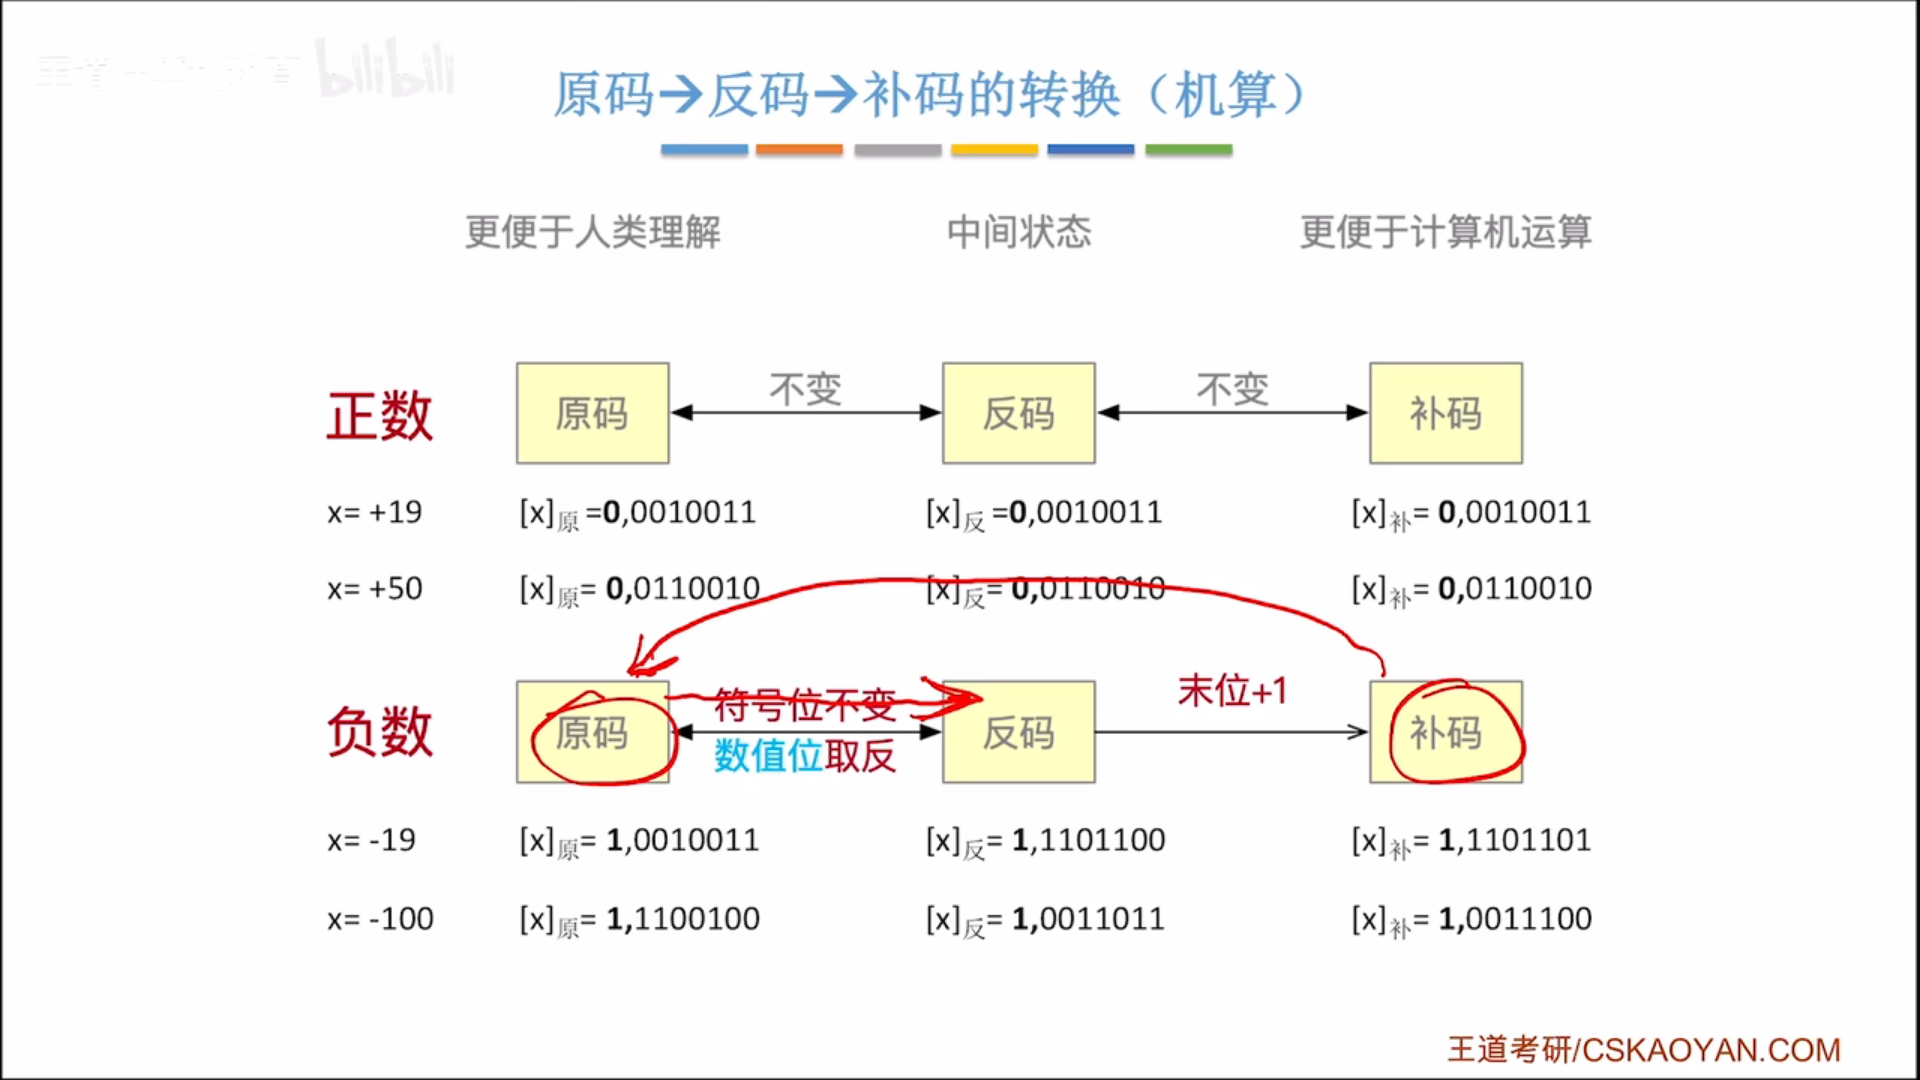 bilibili
原码→反码→补码的转换（机算）
更便于人类理解 中间状态 更便于计算机运算
正数 原码 不变 反码 不变 补码
x= +19 [x]原 =0,0010011 [x]反 =0,0010011 [x]补= 0,0010011
x= +50 [x]原= 0,0110010 [x]反= 0,0110010 [x]补= 0,0110010
负数 原码 符号位不变 反码 末位+1 补码
数值位取反
x= -19 [x]原= 1,0010011 [x]反= 1,1101100 [x]补= 1,1101101
x= -100 [x]原= 1,1100100 [x]反= 1,0011011 [x]补= 1,0011100
王道考研/CSKAOYAN.COM